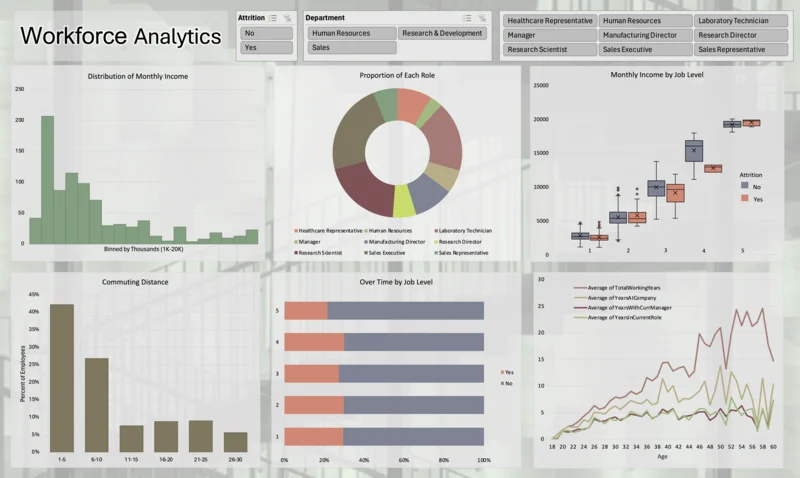 Workforce Analytics
Attrition
No
Yes
Department
Human Resources
Research & Development
Sales
Healthcare Representative
Human Resources
Laboratory Technician
Manager
Manufacturing Director
Research Director
Research Scientist
Sales Executive
Sales Representative
Distribution of Monthly Income
250
200
150
100
50
0
Binned by Thousands (1K-20K)
Proportion of Each Role
Healthcare Representative
Human Resources
Laboratory Technician
Manager
Manufacturing Director
Research Director
Research Scientist
Sales Executive
Sales Representative
Monthly Income by Job Level
25000
20000
15000
10000
5000
0
1 2 3 4 5
Attrition
No
Yes
Commuting Distance
Percent of Employees
45%
40%
35%
30%
25%
20%
15%
10%
5%
0%
1-5 6-10 11-15 16-20 21-25 26-30
Over Time by Job Level
5
4
3
2
1
0% 20% 40% 60% 80% 100%
Yes
No
30
25
20
15
10
5
0
Average of TotalWorkingYears
Average of YearsAtCompany
Average of YearsWithCurrManager
Average of YearsInCurrentRole
18 20 22 24 26 28 30 32 34 36 38 40 42 44 46 48 50 52 54 56 58 60
Age